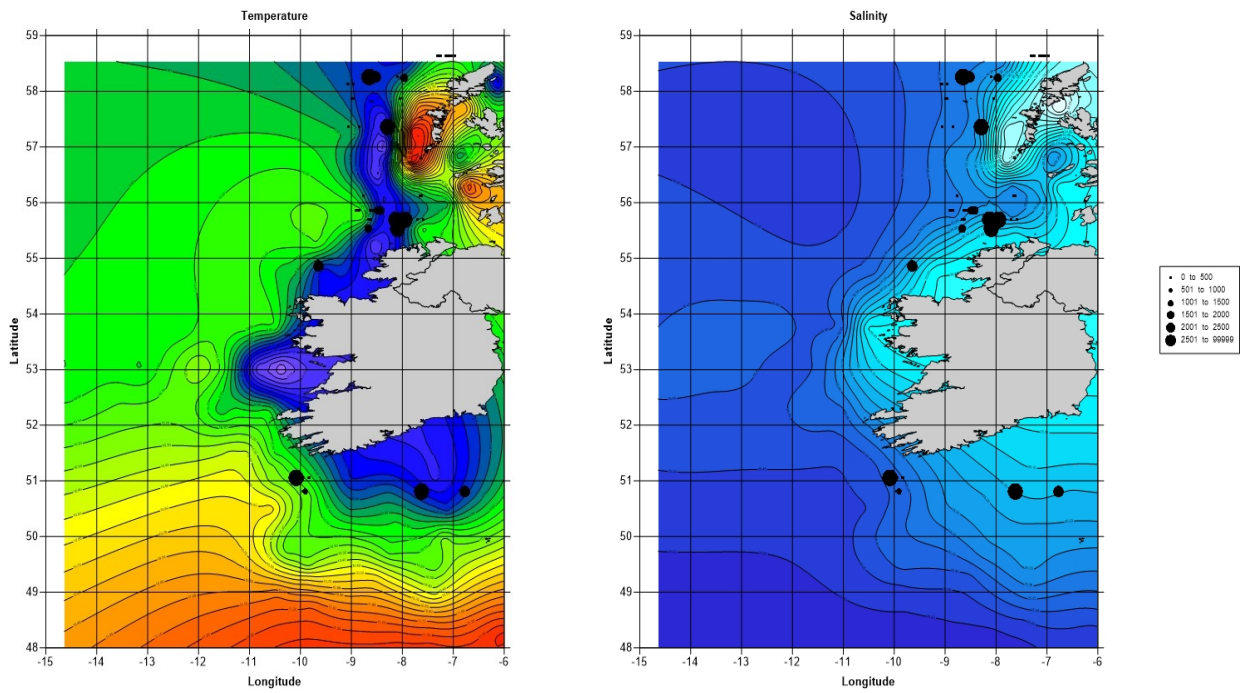 Temperature
59
58
57
56
55
54
53
52
51
50
49
48
Latitude
-15 -14 -13 -12 -11 -10 -9 -8 -7 -6
Longitude
Salinity
59
58
57
56
55
54
53
52
51
50
49
48
Latitude
-15 -14 -13 -12 -11 -10 -9 -8 -7 -6
Longitude
0 to 500
501 to 1000
1001 to 1500
1501 to 2000
2001 to 2500
2501 to 99999